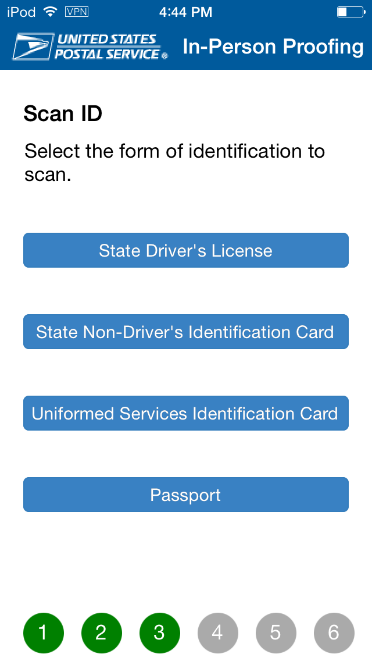 iPod VPN 4:44 PM
UNITED STATES
POSTAL SERVICE®
In-Person Proofing
Scan ID
Select the form of identification to
scan.
State Driver's License
State Non-Driver's Identification Card
Uniformed Services Identification Card
Passport
1 2 3 4 5 6